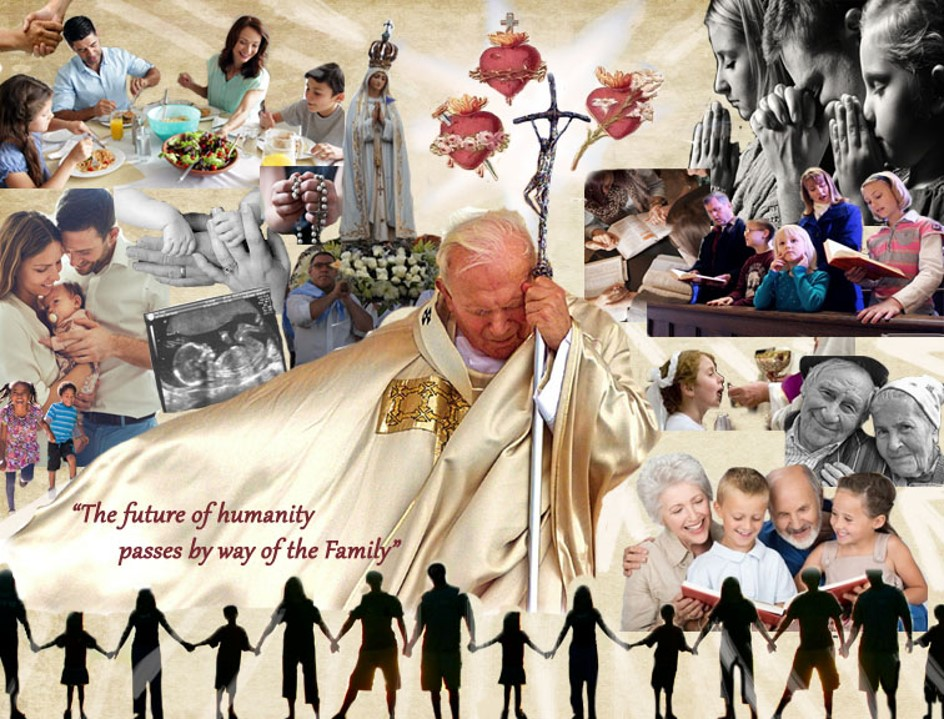 “The future of humanity
passes by way of the Family”